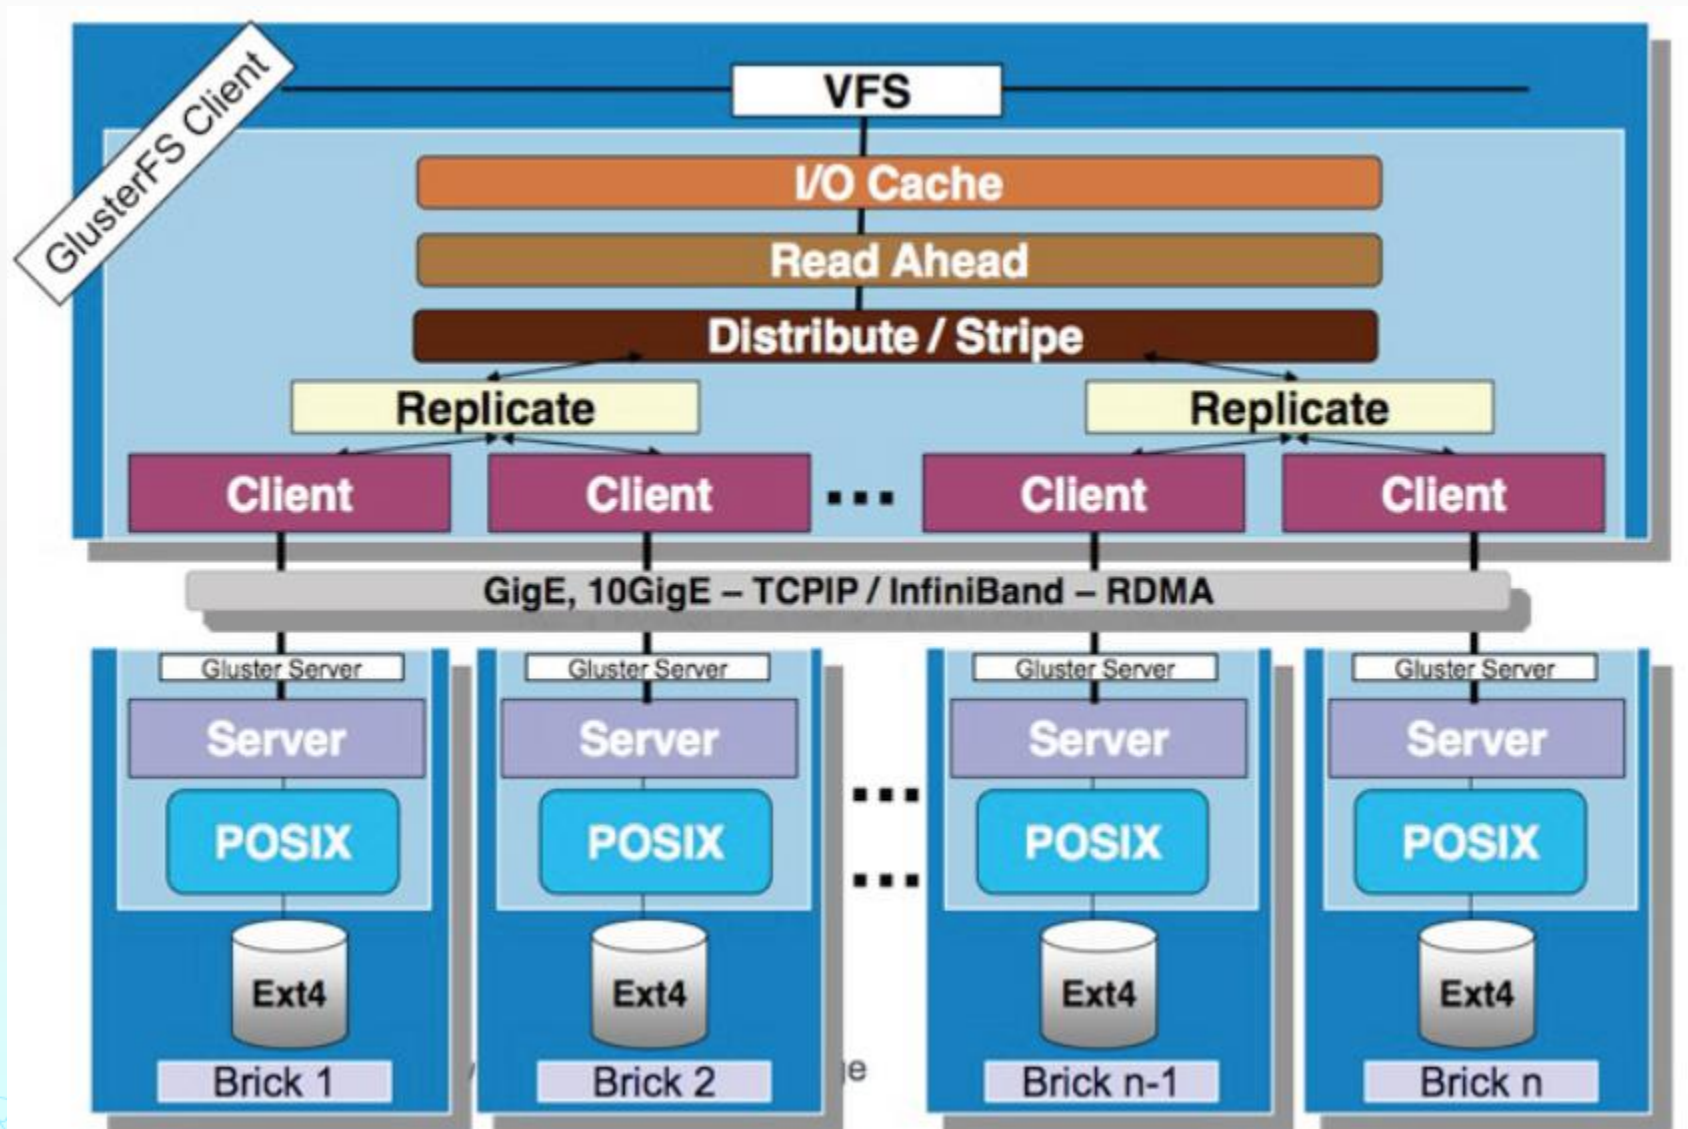 GlusterFS Client
VFS
I/O Cache
Read Ahead
Distribute / Stripe
Replicate
Replicate
Client
Client
...
Client
Client
GigE, 10GigE – TCPIP / InfiniBand – RDMA
Gluster Server
Gluster Server
Gluster Server
Gluster Server
Server
Server
Server
Server
...
POSIX
POSIX
POSIX
POSIX
...
Ext4
Ext4
Ext4
Ext4
Brick 1
Brick 2
Brick n-1
Brick n